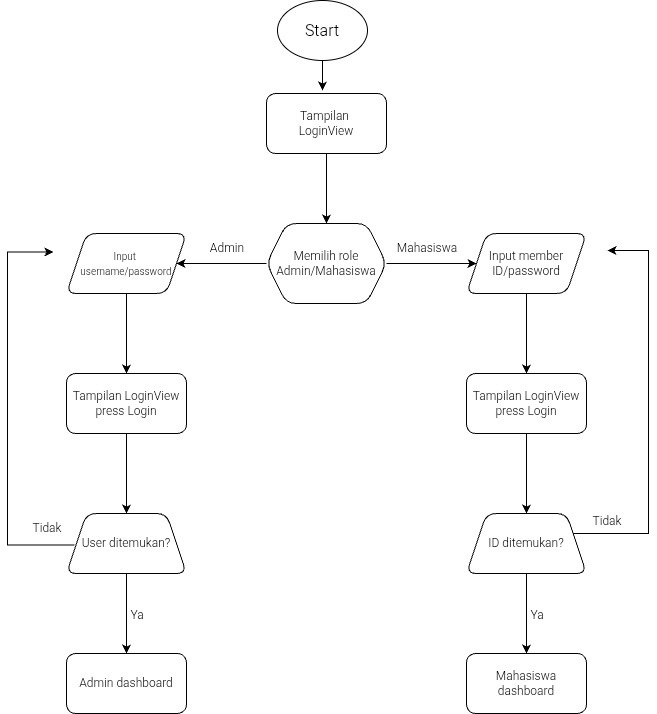 Start
Tampilan
LoginView
Admin
Memilih role
Admin/Mahasiswa
Mahasiswa
Input
username/password
Input member
ID/password
Tampilan LoginView
press Login
Tampilan LoginView
press Login
Tidak
User ditemukan?
ID ditemukan?
Tidak
Ya
Ya
Admin dashboard
Mahasiswa
dashboard